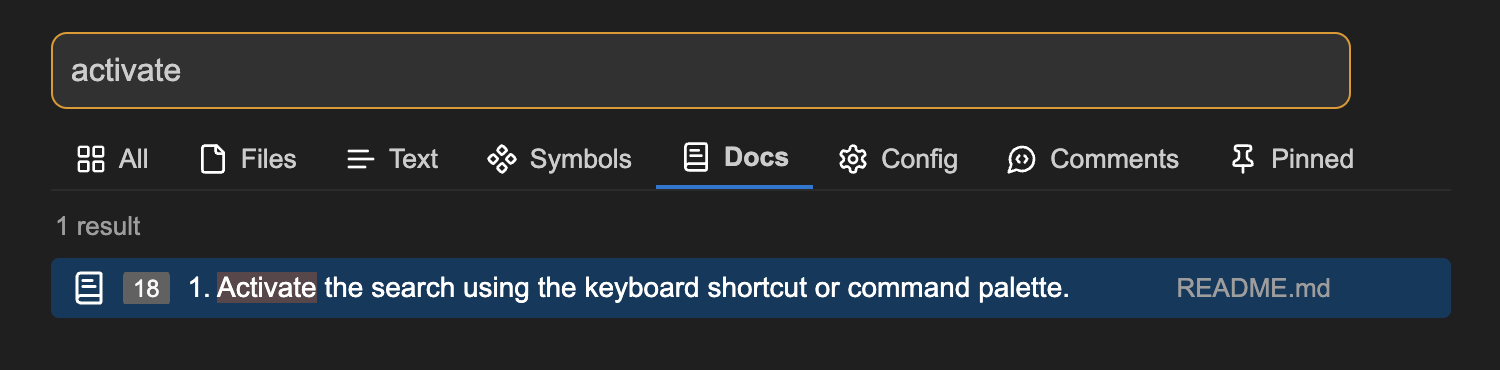 activate
All Files Text Symbols Docs Config Comments Pinned
1 result
18 1. Activate the search using the keyboard shortcut or command palette. README.md